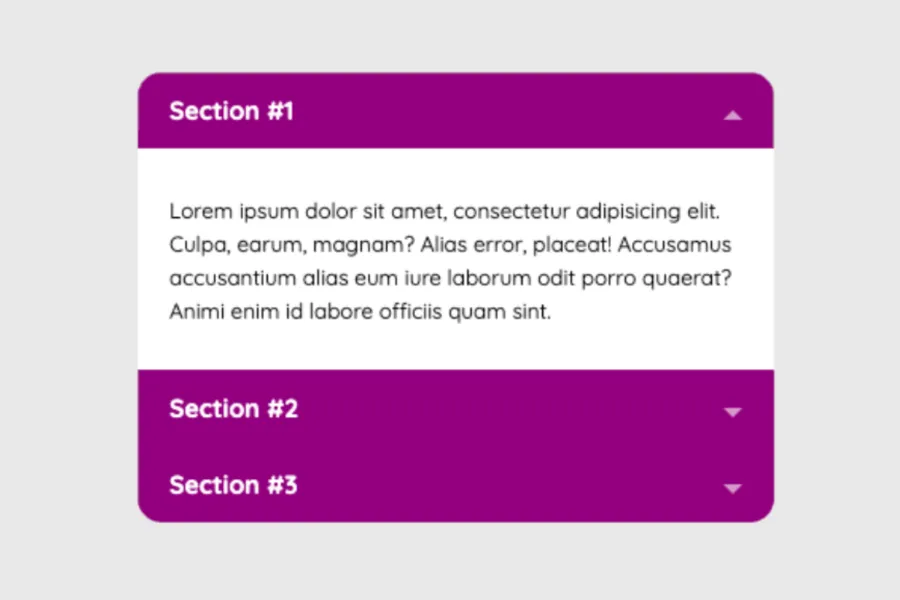 Section #1
Lorem ipsum dolor sit amet, consectetur adipisicing elit.
Culpa, earum, magnam? Alias error, placeat! Accusamus
accusantium alias eum iure laborum odit porro quaerat?
Animi enim id labore officiis quam sint.
Section #2
Section #3